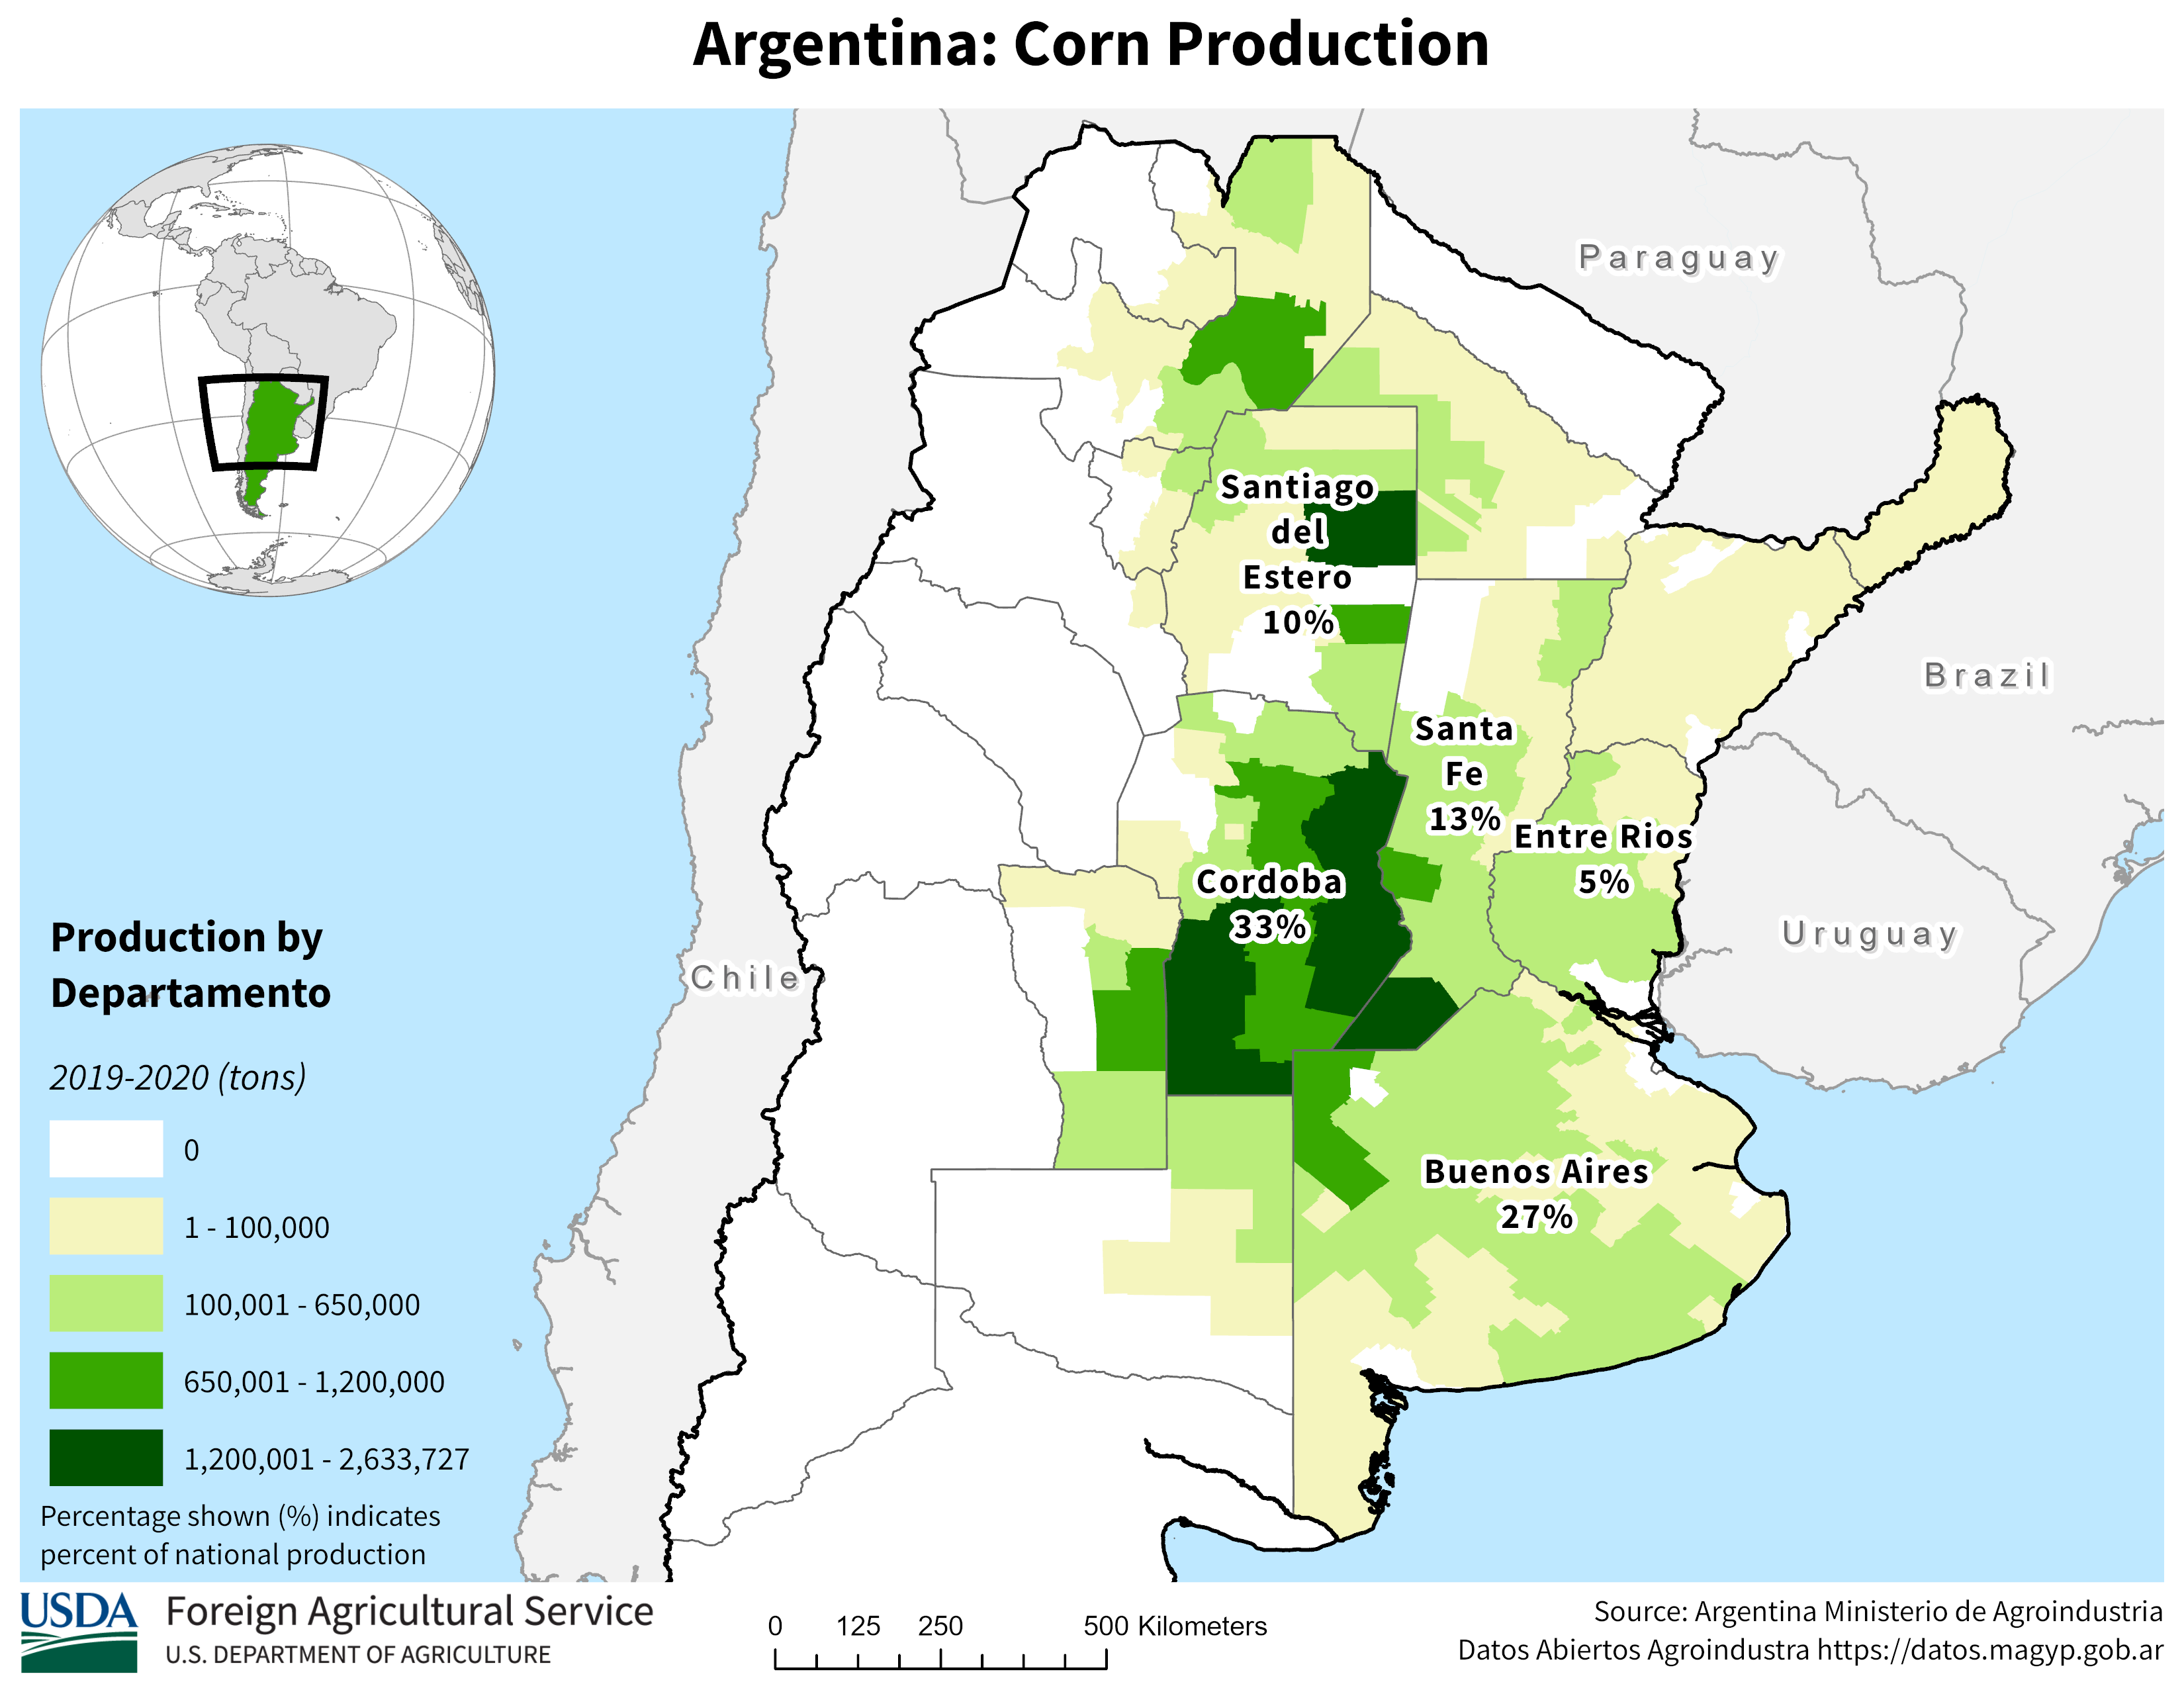 Argentina: Corn Production
Paraguay
Santiago
del
Estero
10%
Brazil
Santa
Fe
13%
Entre Rios
5%
Cordoba
33%
Uruguay
Chile
Buenos Aires
27%
Production by
Departamento
2019-2020 (tons)
0
1 - 100,000
100,001 - 650,000
650,001 - 1,200,000
1,200,001 - 2,633,727
Percentage shown (%) indicates
percent of national production
USDA
Foreign Agricultural Service
U.S. DEPARTMENT OF AGRICULTURE
0 125 250 500 Kilometers
Source: Argentina Ministerio de Agroindustria
Datos Abiertos Agroindustra https://datos.magyp.gob.ar